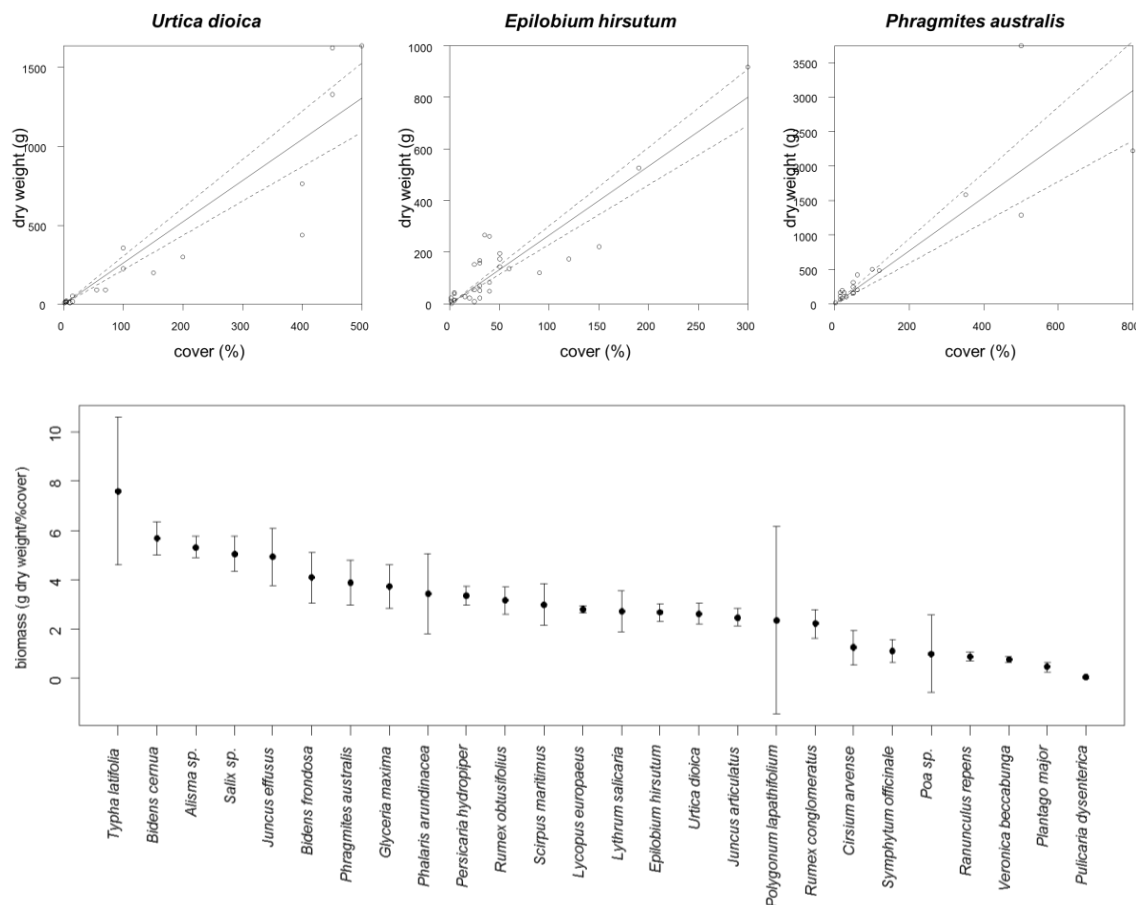 Urtica dioica
Epilobium hirsutum
Phragmites australis
dry weight (g)
1500
1000
500
0
0 100 200 300 400 500
cover (%)
dry weight (g)
1000
800
600
400
200
0
0 50 100 150 200 250 300
cover (%)
dry weight (g)
3500
3000
2500
2000
1500
1000
500
0
0 200 400 600 800
cover (%)
biomass (g dry weight/%cover)
10
8
6
4
2
0
Typha latifolia
Bidens cernua
Alisma sp.
Salix sp.
Juncus effusus
Bidens frondosa
Phragmites australis
Glyceria maxima
Phalaris arundinacea
Persicaria hydropiper
Rumex obtusifolius
Scirpus maritimus
Lycopus europaeus
Lythrum salicaria
Epilobium hirsutum
Urtica dioica
Juncus articulatus
Polygonum lapathifolium
Rumex conglomeratus
Cirsium arvense
Symphytum officinale
Poa sp.
Ranunculus repens
Veronica beccabunga
Plantago major
Pulicaria dysenterica